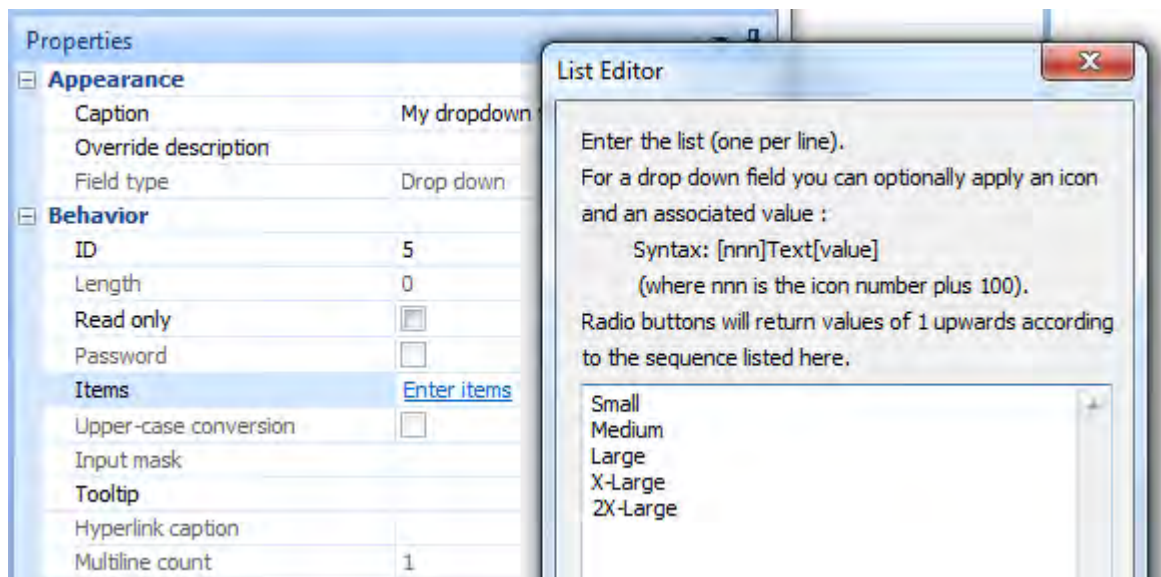 Properties
Appearance
Caption My dropdown
Override description
Field type Drop down
Behavior
ID 5
Length 0
Read only
Password
Items Enter items
Upper-case conversion
Input mask
Tooltip
Hyperlink caption
Multiline count 1
List Editor
Enter the list (one per line).
For a drop down field you can optionally apply an icon
and an associated value :
Syntax: [nnn]Text[value]
(where nnn is the icon number plus 100).
Radio buttons will return values of 1 upwards according
to the sequence listed here.
Small
Medium
Large
X-Large
2X-Large